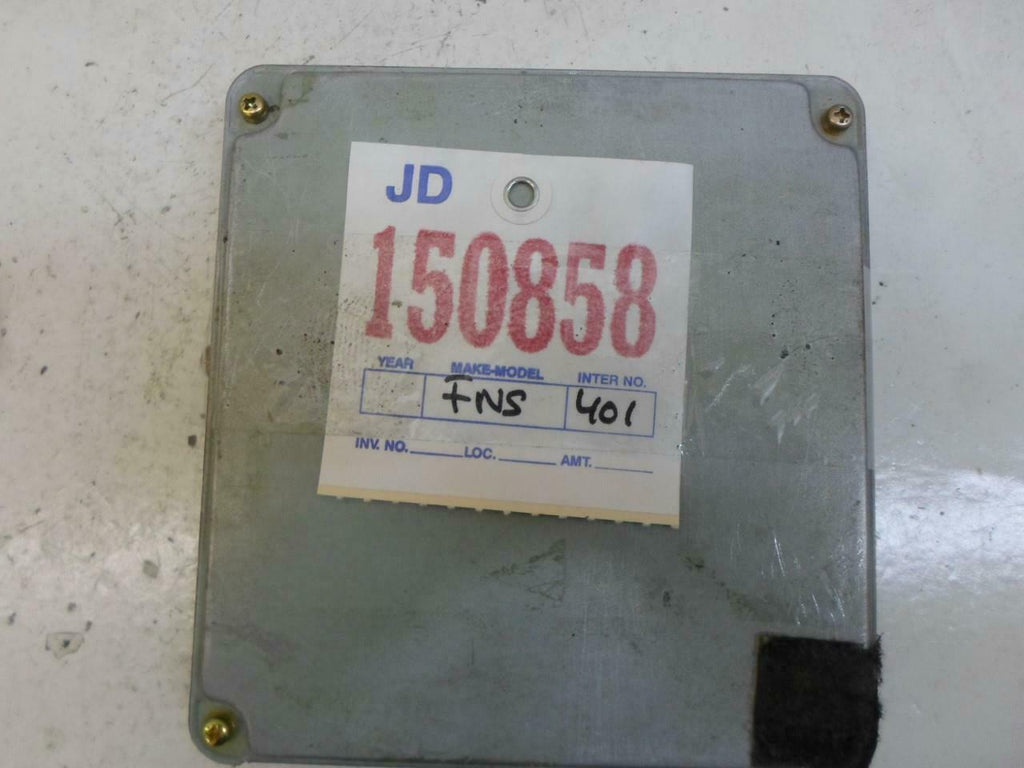 JD
150858
YEAR MAKE-MODEL INTER NO.
FNS 401
INV. NO. LOC. AMT.